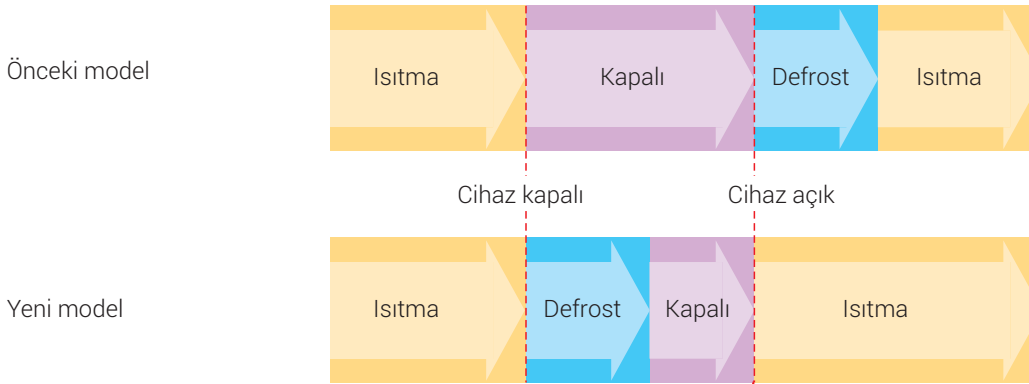 Önceki model
Isıtma
Kapalı
Defrost
Isıtma
Cihaz kapalı
Cihaz açık
Yeni model
Isıtma
Defrost
Kapalı
Isıtma